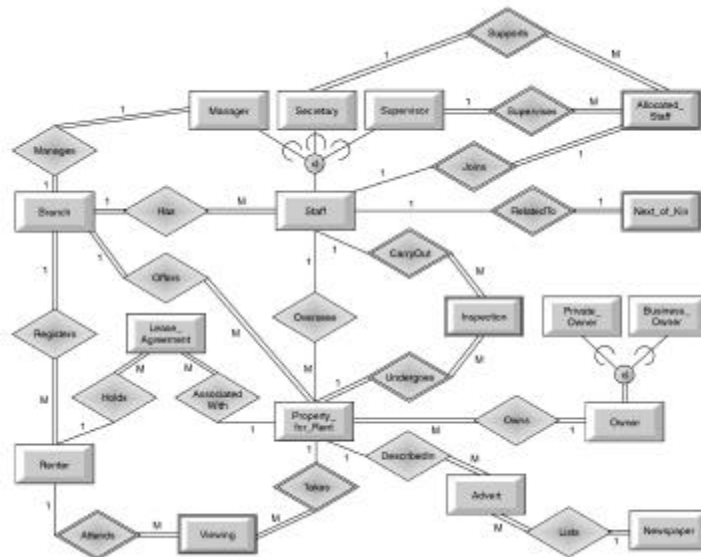 Supports
1
M
Manager
Secretary
Supervisor
1
Supervises
M
Allocated_
Staff
1
Manages
1
d
Joins
1
1
Branch
1
Has
M
Staff
1
RelatedTo
1
Next_of_Kin
1
1
Offers
1
1
CarryOut
M
Registers
Lease_
Agreement
Oversees
Inspection
Private_
Owner
Business_
Owner
M
M
M
M
M
d
Holds
Associated
With
1
Undergoes
M
1
1
Property_
for_Rent
M
Owns
1
Owner
Renter
1
1
DescribedIn
M
1
Takes
Advert
Attends
M
Viewing
M
M
Lists
1
Newspaper